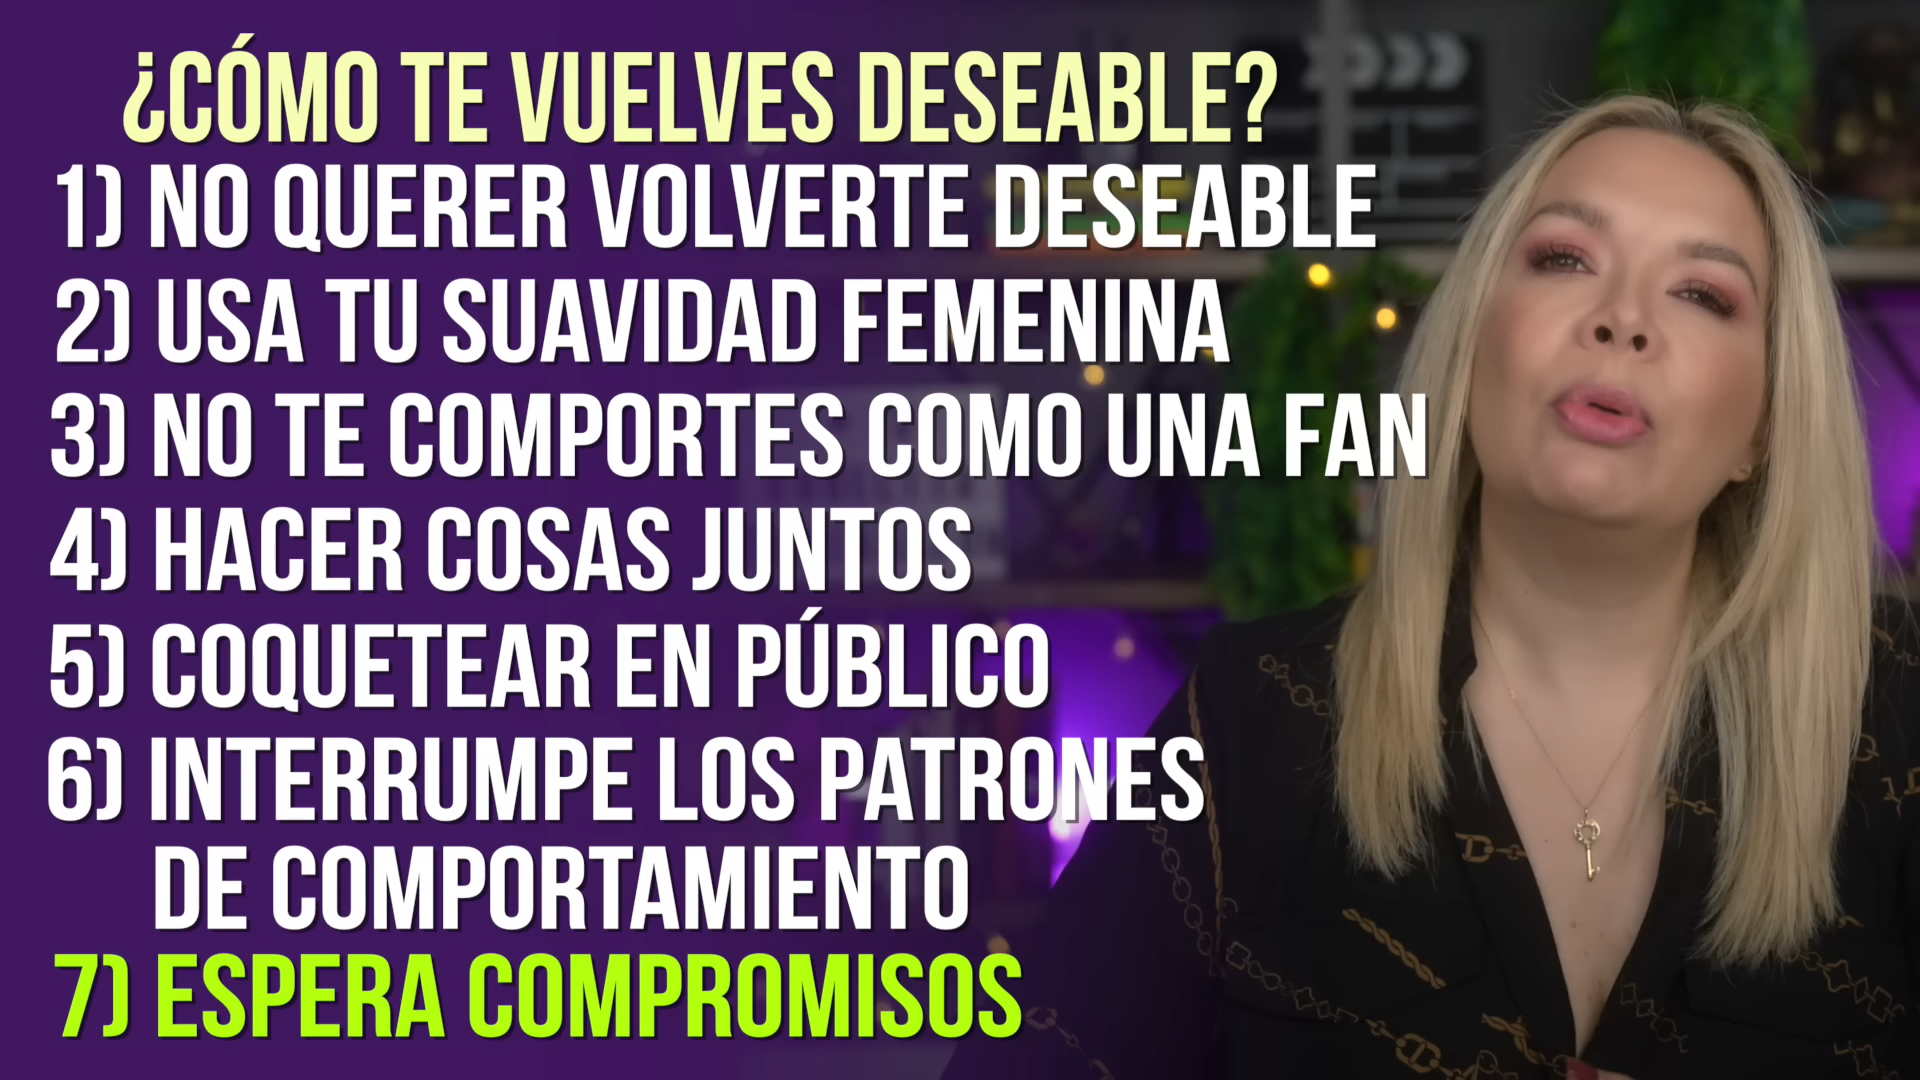 ¿CÓMO TE VUELVES DESEABLE?
1) NO QUERER VOLVERTE DESEABLE
2) USA TU SUAVIDAD FEMENINA
3) NO TE COMPORTES COMO UNA FAN
4) HACER COSAS JUNTOS
5) COQUETEAR EN PÚBLICO
6) INTERRUMPE LOS PATRONES
DE COMPORTAMIENTO
7) ESPERA COMPROMISOS